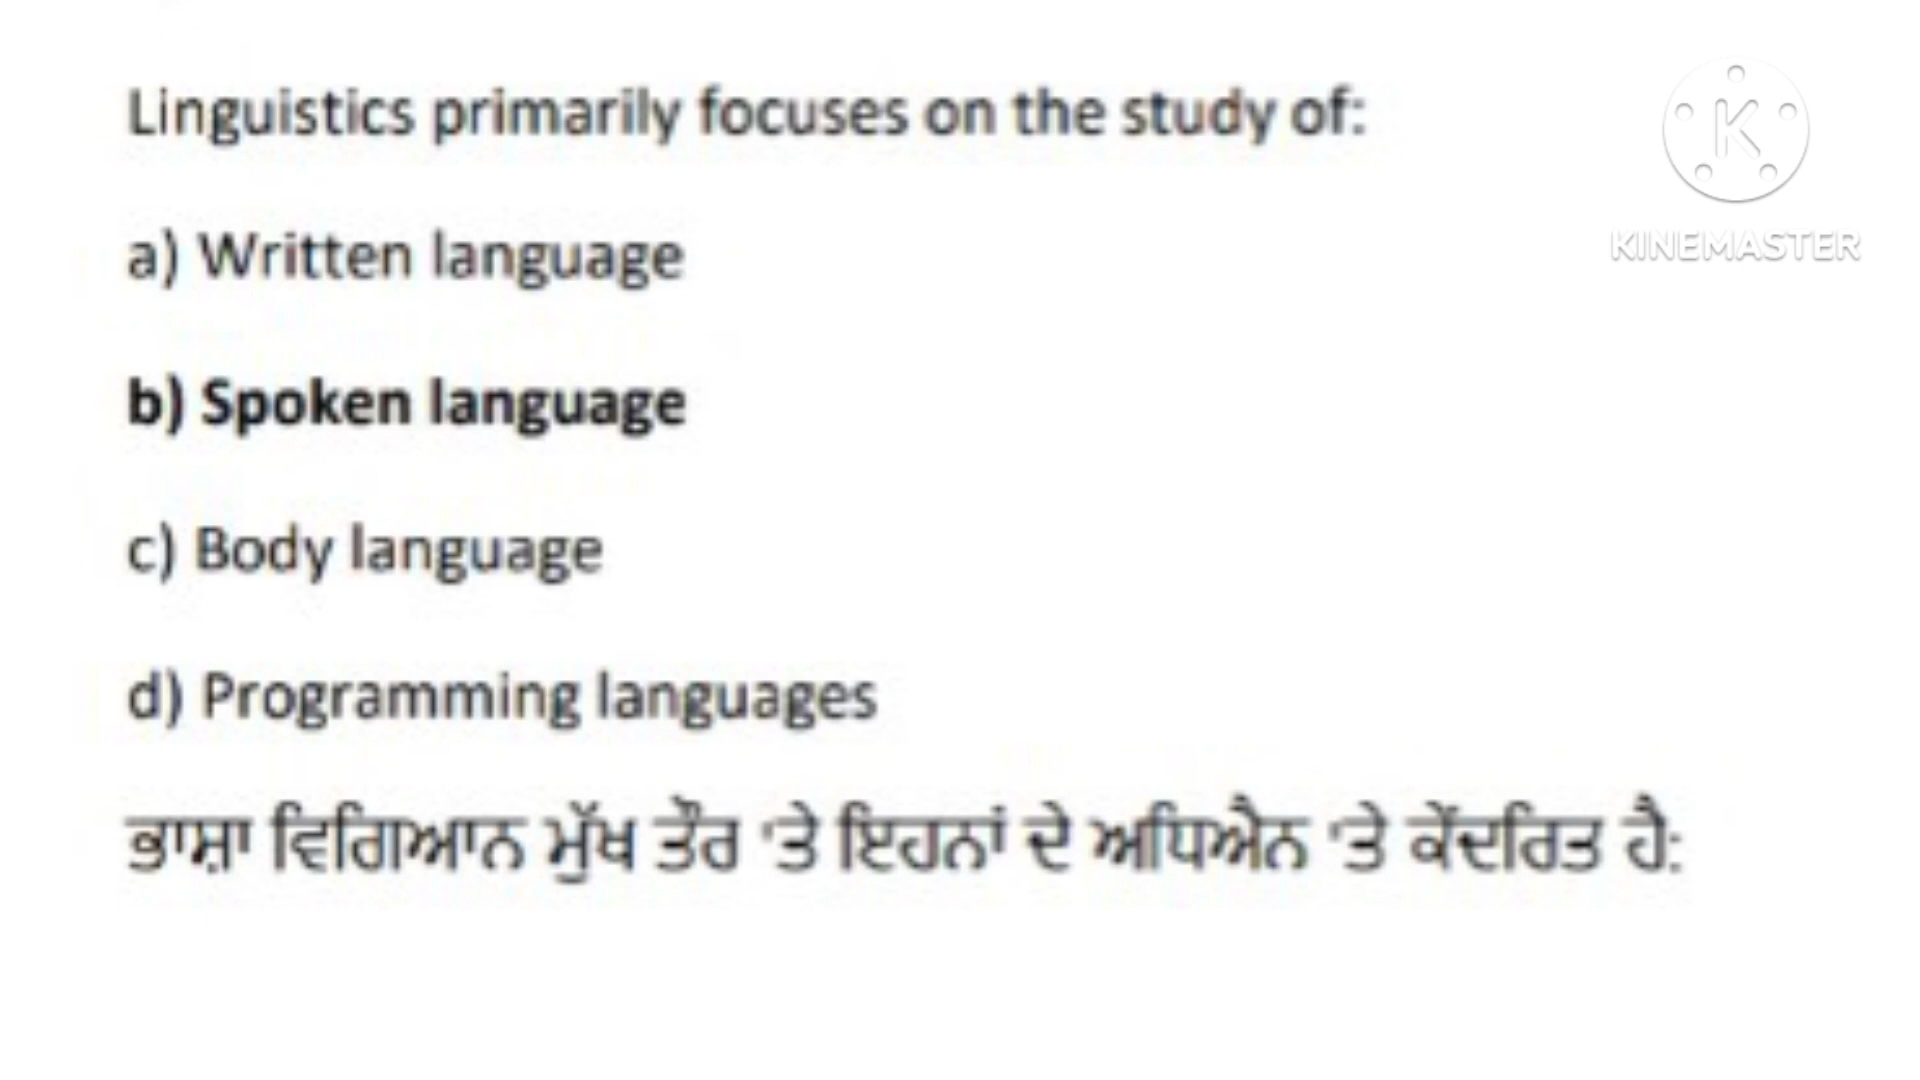 Linguistics primarily focuses on the study of:
a) Written language
b) Spoken language
c) Body language
d) Programming languages
ਭਾਸ਼ਾ ਵਿਗਿਆਨ ਮੁੱਖ ਤੌਰ 'ਤੇ ਇਹਨਾਂ ਦੇ ਅਧਿਐਨ 'ਤੇ ਕੇਂਦਰਿਤ ਹੈ:
K
KINEMASTER